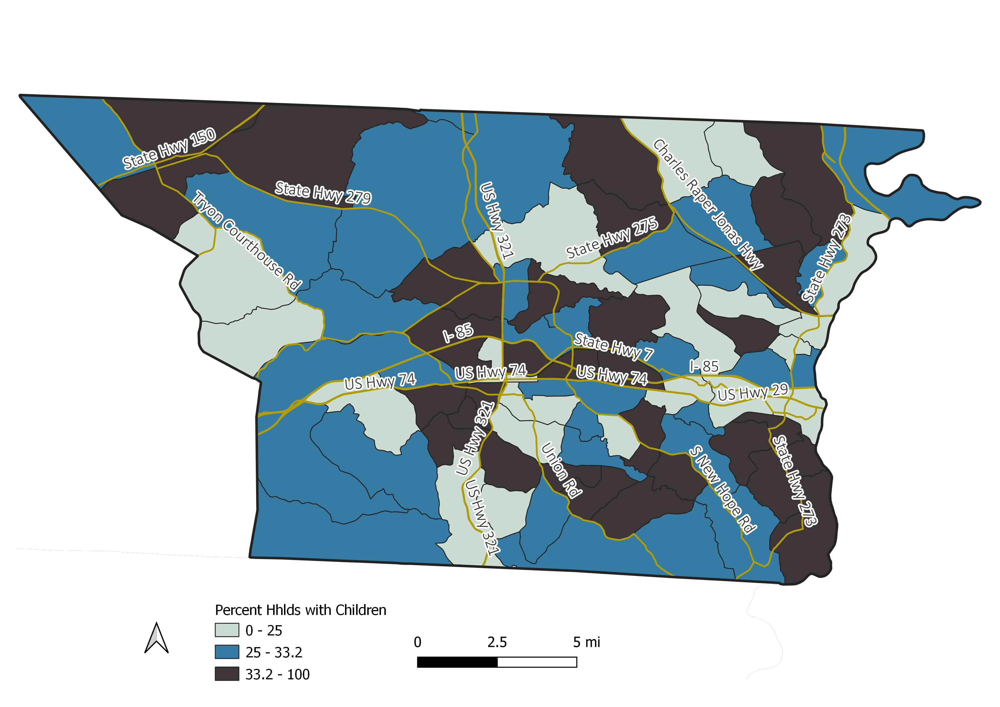 State Hwy 150
Charles Raper Jonas Hwy
State Hwy 279
US Hwy 321
Tryon Courthouse Rd
State Hwy 275
State Hwy 273
I- 85
State Hwy 7
I- 85
US Hwy 74
US Hwy 74
US Hwy 74
US Hwy 29
US Hwy 321
Union Rd
S New Hope Rd
State Hwy 273
US Hwy 321
Percent Hhlds with Children
0 - 25
25 - 33.2
33.2 - 100
0 2.5 5 mi